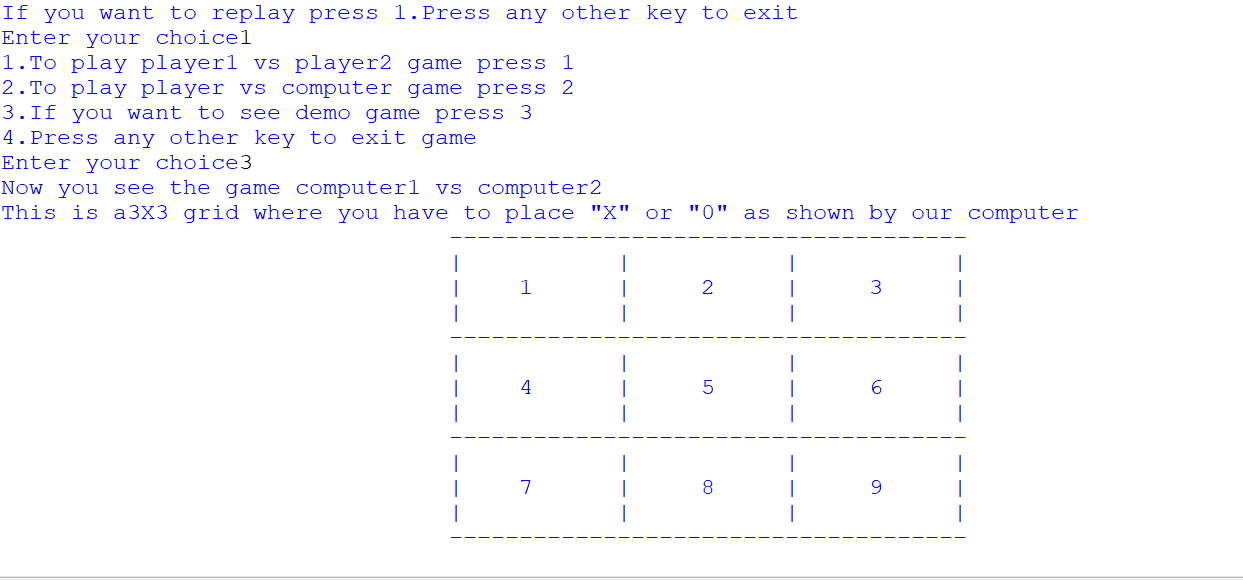 If you want to replay press 1.Press any other key to exit
Enter your choice1
1.To play player1 vs player2 game press 1
2.To play player vs computer game press 2
3.If you want to see demo game press 3
4.Press any other key to exit game
Enter your choice3
Now you see the game computer1 vs computer2
This is a3X3 grid where you have to place "X" or "0" as shown by our computer
-------------------------------------
|           |           |           |
|    1      |     2     |     3     |
|           |           |           |
-------------------------------------
|           |           |           |
|    4      |     5     |     6     |
|           |           |           |
-------------------------------------
|           |           |           |
|    7      |     8     |     9     |
|           |           |           |
-------------------------------------